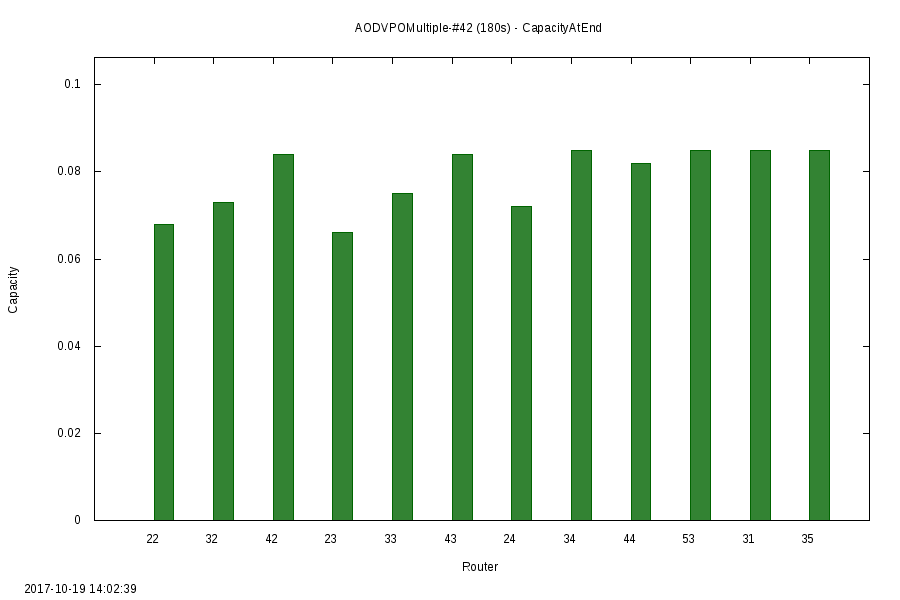 AODVPOMultiple-#42 (180s) - CapacityAtEnd
0.1
0.08
0.06
0.04
0.02
0
Capacity
22 32 42 23 33 43 24 34 44 53 31 35
Router
2017-10-19 14:02:39